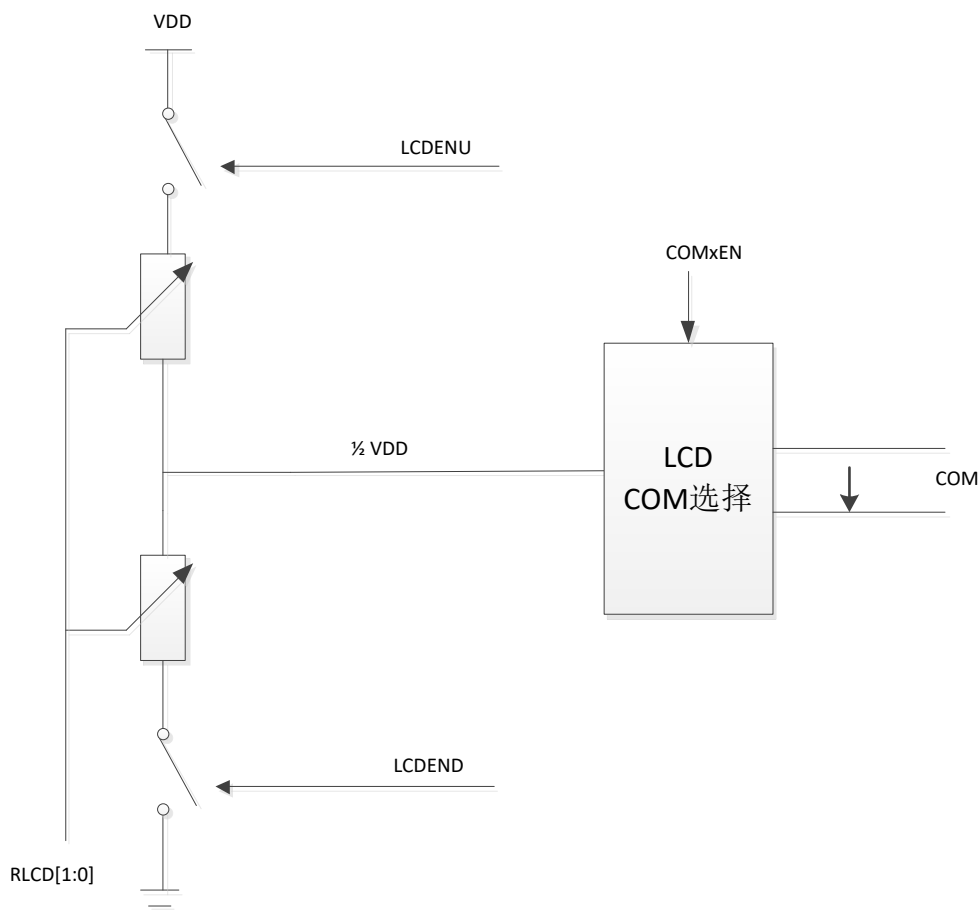 VDD
LCDENU
COMxEN
½ VDD
LCD
COM选择
COM
LCDEND
RLCD[1:0]